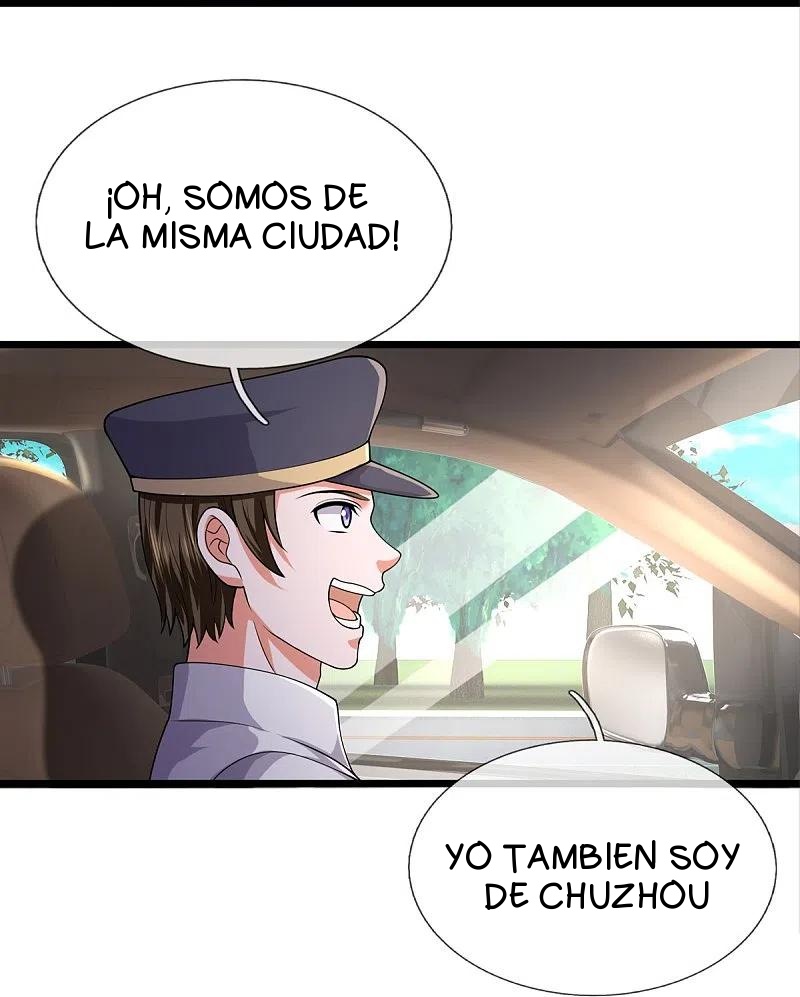 ¡OH, SOMOS DE
LA MISMA CIUDAD!
YO TAMBIEN SOY
DE CHUZHOU